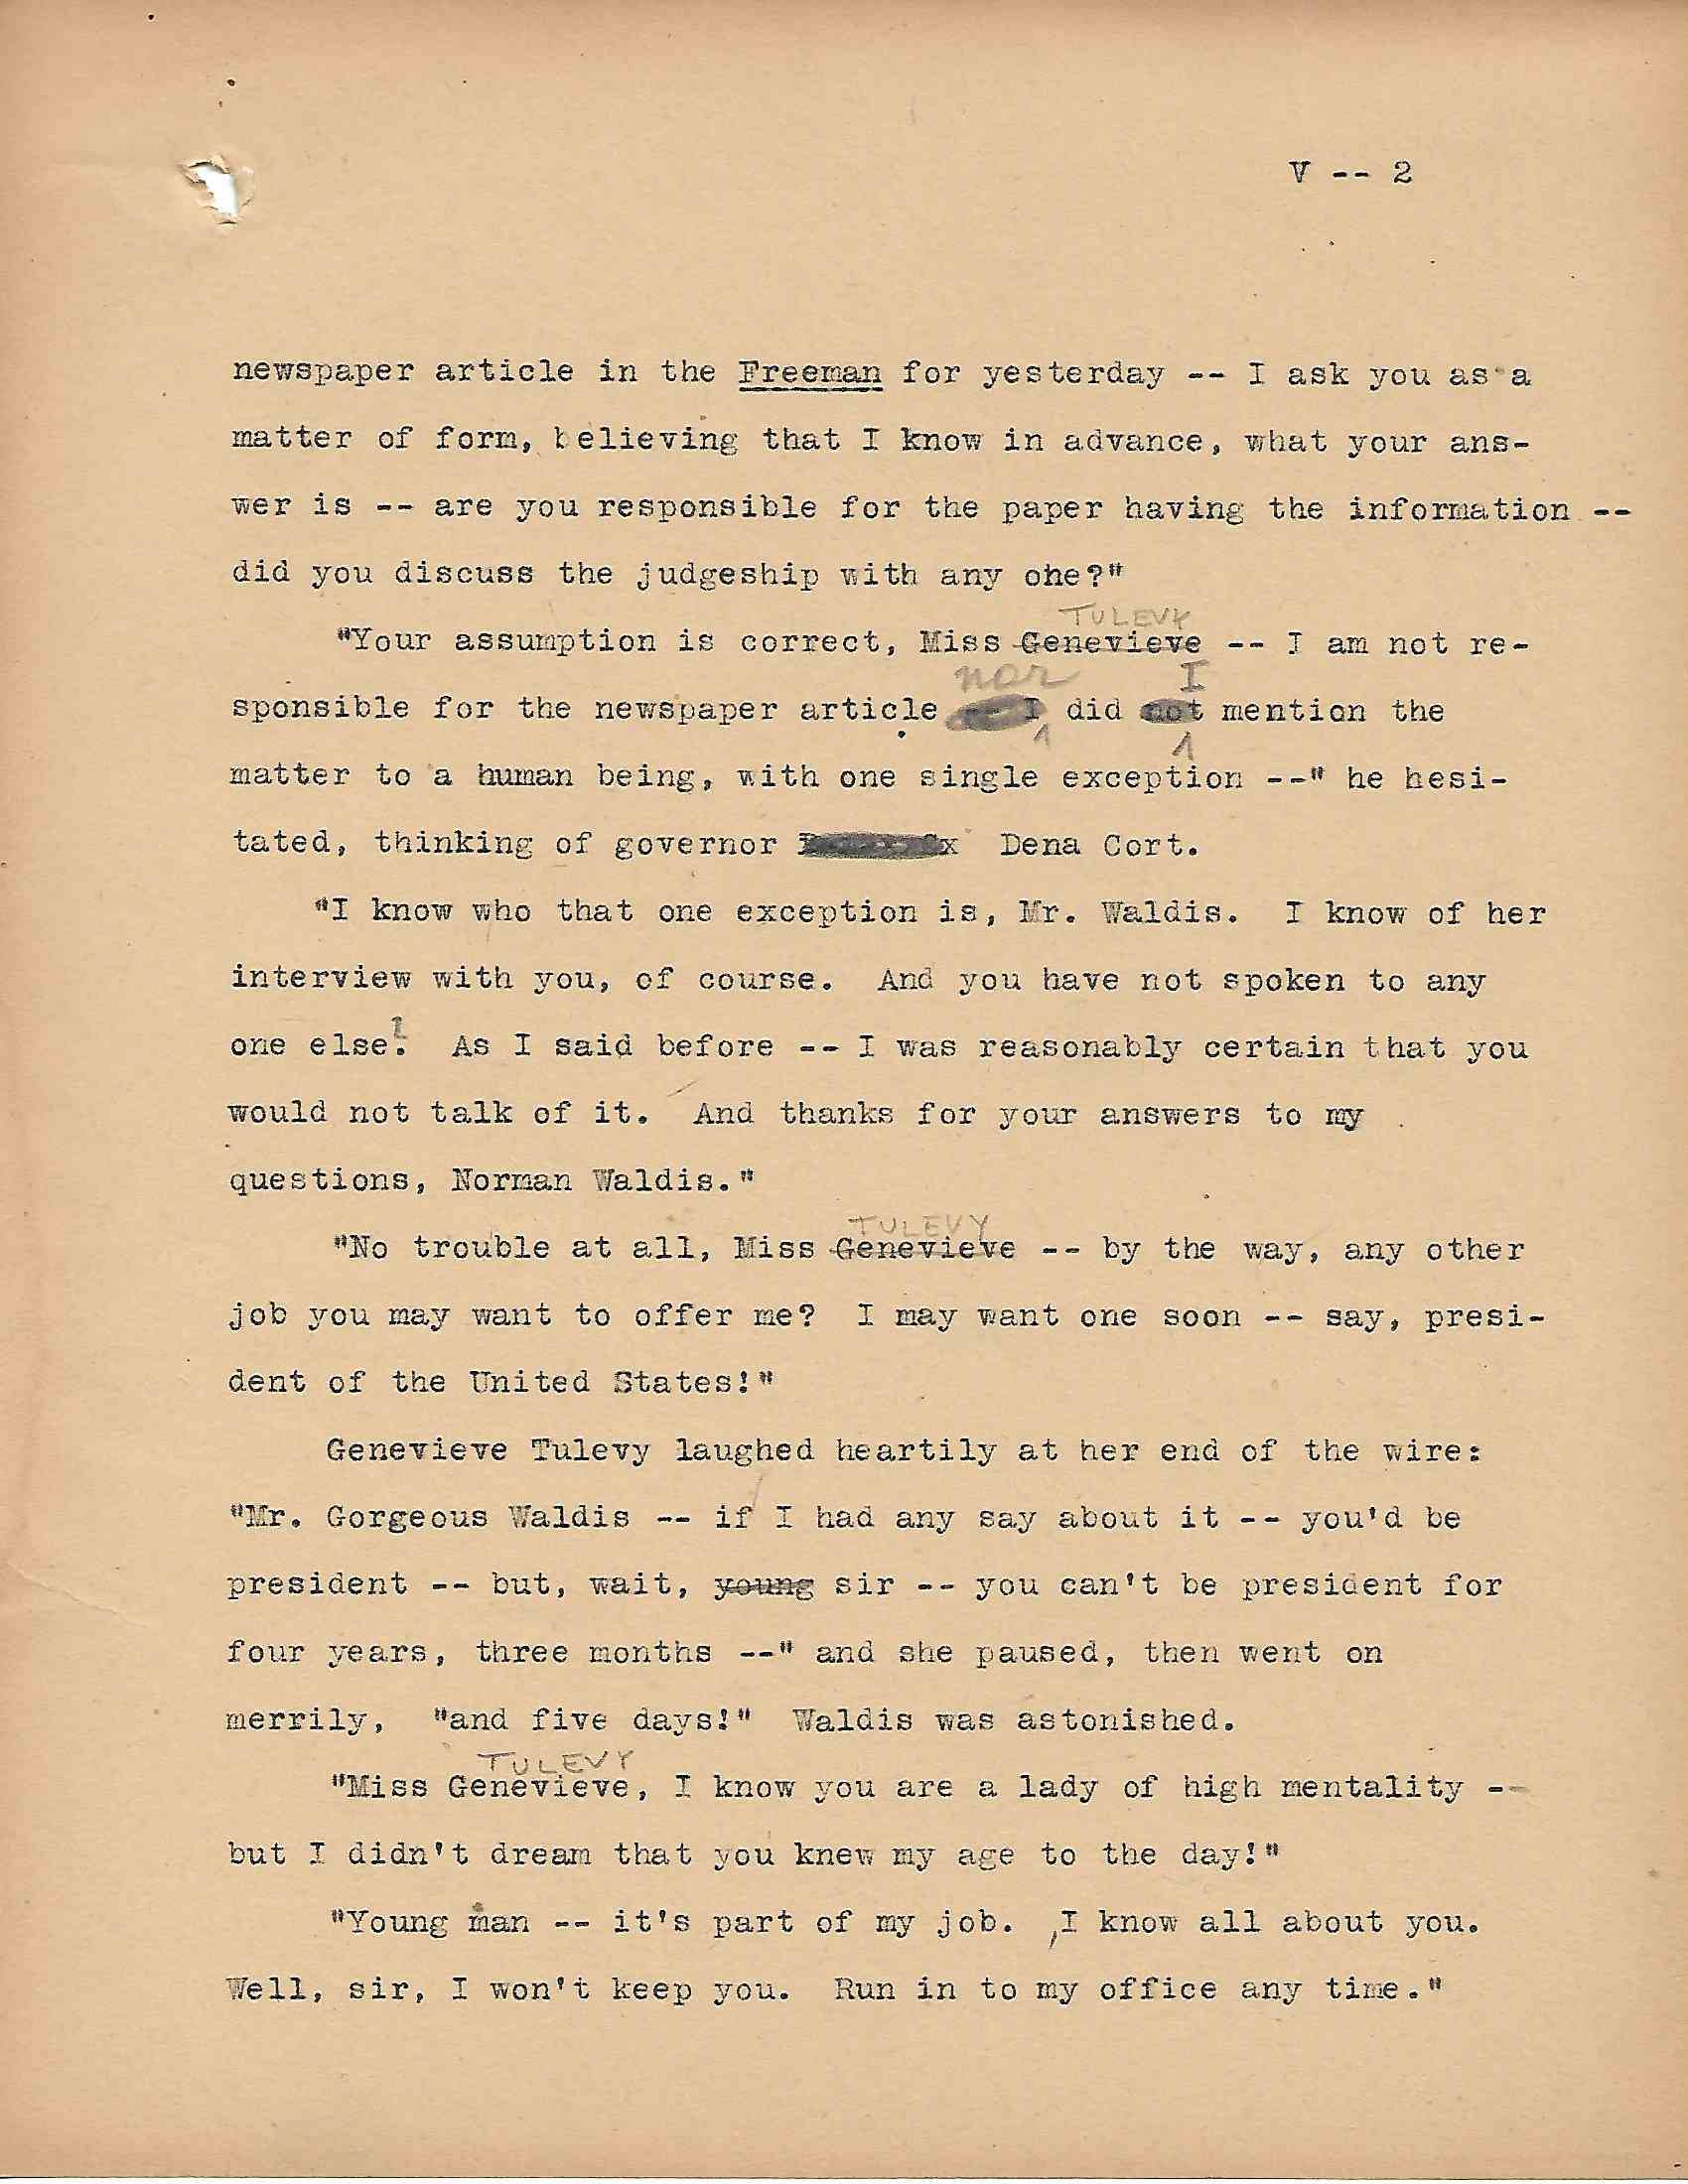 V -- 2
newspaper article in the Freeman for yesterday -- I ask you as a
matter of form, believing that I know in advance, what your ans-
wer is -- are you responsible for the paper having the information --
did you discuss the judgeship with any one?"
TULEVY
"Your assumption is correct, Miss Genevieve -- I am not re-
nor I
sponsible for the newspaper article I did not mention the
matter to a human being, with one single exception --" he hesi-
tated, thinking of governor Dena Cort.
"I know who that one exception is, Mr. Waldis.  I know of her
interview with you, of course.  And you have not spoken to any
one else?  As I said before -- I was reasonably certain that you
would not talk of it.  And thanks for your answers to my
questions, Norman Waldis."
TULEVY
"No trouble at all, Miss Genevieve -- by the way, any other
job you may want to offer me?  I may want one soon -- say, presi-
dent of the United States!"
Genevieve Tulevy laughed heartily at her end of the wire:
"Mr. Gorgeous Waldis -- if I had any say about it -- you'd be
president -- but, wait, young sir -- you can't be president for
four years, three months --" and she paused, then went on
merrily,  "and five days!"  Waldis was astonished.
TULEVY
"Miss Genevieve, I know you are a lady of high mentality --
but I didn't dream that you knew my age to the day!"
"Young man -- it's part of my job.  I know all about you.
Well, sir, I won't keep you.  Run in to my office any time."